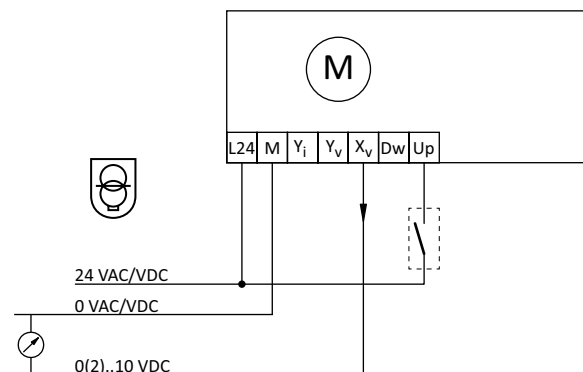 M
L24 M Yi Yv Xv Dw Up
24 VAC/VDC
0 VAC/VDC
0(2)..10 VDC